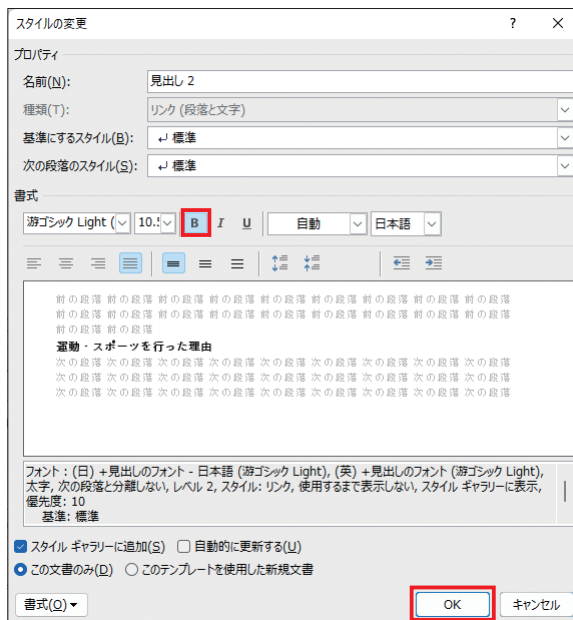 スタイルの変更 ? ×
プロパティ
名前(N): 見出し 2
種類(T): リンク (段落と文字)
基準にするスタイル(B): ↵ 標準
次の段落のスタイル(S): ↵ 標準
書式
游ゴシック Light ( 10.5 B I U 自動 日本語
前の段落 前の段落 前の段落 前の段落 前の段落 前の段落 前の段落 前の段落 前の段落
前の段落 前の段落 前の段落 前の段落 前の段落 前の段落 前の段落 前の段落 前の段落
前の段落 前の段落
運動・スポーツを行った理由
次の段落 次の段落 次の段落 次の段落 次の段落 次の段落 次の段落 次の段落 次の段落
次の段落 次の段落 次の段落 次の段落 次の段落 次の段落 次の段落 次の段落 次の段落
次の段落 次の段落 次の段落 次の段落 次の段落 次の段落 次の段落 次の段落 次の段落
フォント : (日) +見出しのフォント - 日本語 (游ゴシック Light), (英) +見出しのフォント (游ゴシック Light),
太字, 次の段落と分離しない, レベル 2, スタイル: リンク, 使用するまで表示しない, スタイル ギャラリーに表示,
優先度: 10
基準: 標準
スタイル ギャラリーに追加(S) 自動的に更新する(U)
この文書のみ(D) このテンプレートを使用した新規文書
書式(O) OK キャンセル